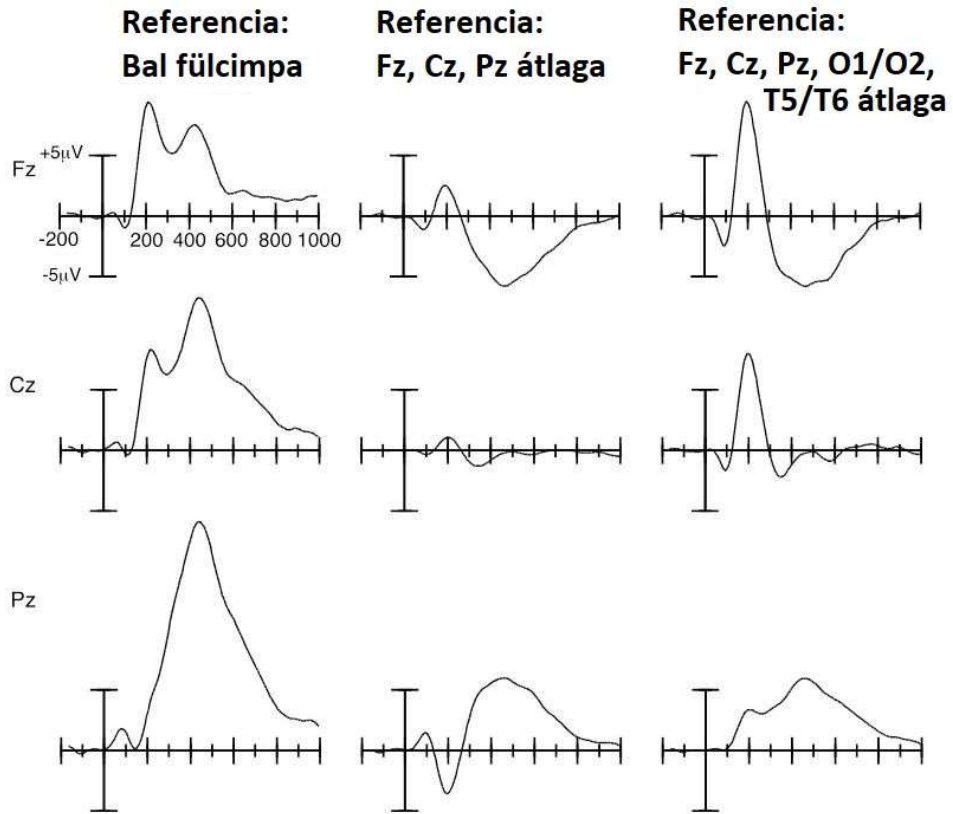 Referencia:
Bal fülcimpa
Referencia:
Fz, Cz, Pz átlaga
Referencia:
Fz, Cz, Pz, O1/O2,
T5/T6 átlaga
Fz
+5µV
-200 200 400 600 800 1000
-5µV
Cz
Pz